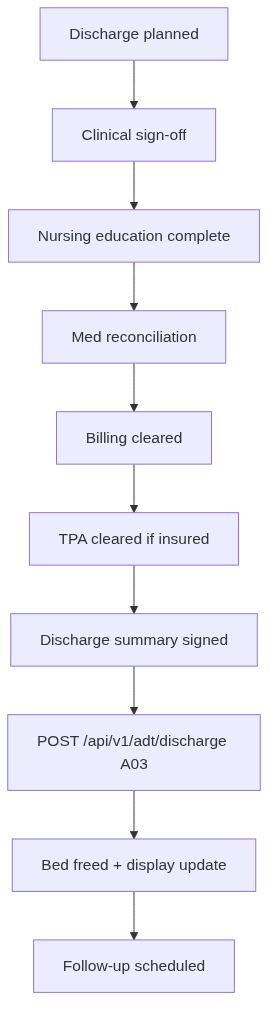 Discharge planned
Clinical sign-off
Nursing education complete
Med reconciliation
Billing cleared
TPA cleared if insured
Discharge summary signed
POST /api/v1/adt/discharge
A03
Bed freed + display update
Follow-up scheduled